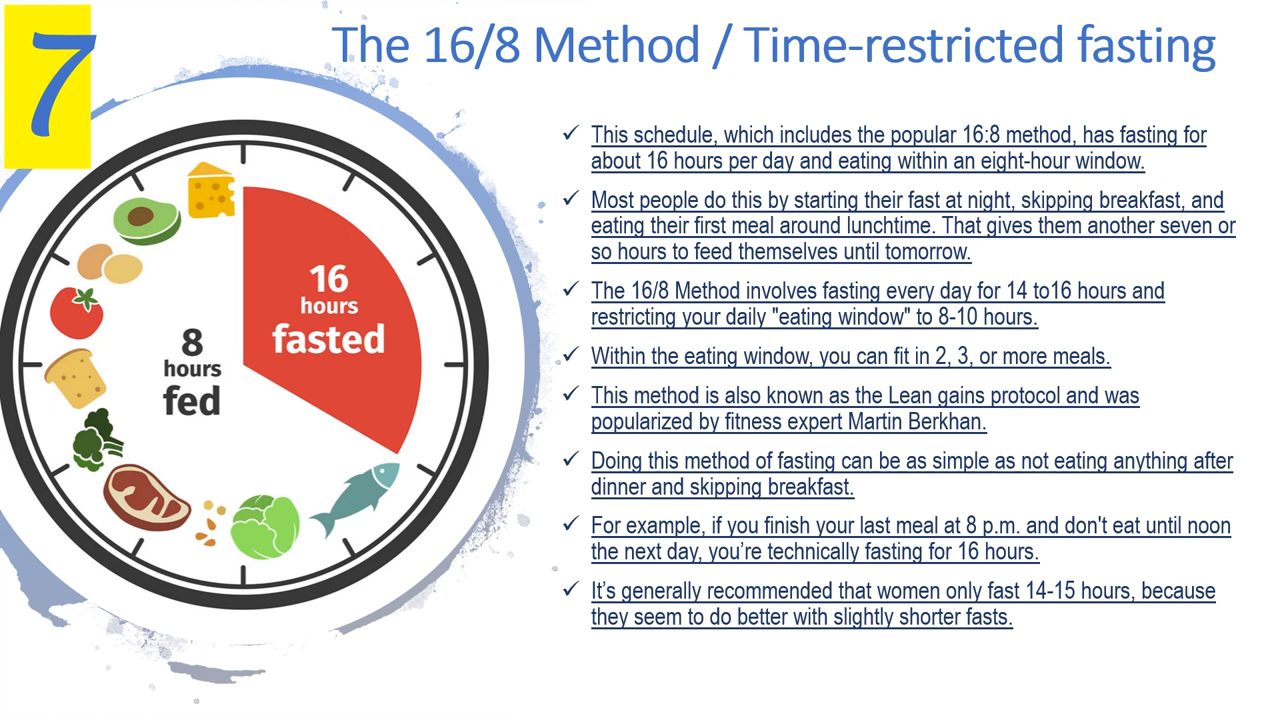 7
The 16/8 Method / Time-restricted fasting
✓ This schedule, which includes the popular 16:8 method, has fasting for
about 16 hours per day and eating within an eight-hour window.
✓ Most people do this by starting their fast at night, skipping breakfast, and
eating their first meal around lunchtime. That gives them another seven or
so hours to feed themselves until tomorrow.
✓ The 16/8 Method involves fasting every day for 14 to16 hours and
restricting your daily "eating window" to 8-10 hours.
✓ Within the eating window, you can fit in 2, 3, or more meals.
✓ This method is also known as the Lean gains protocol and was
popularized by fitness expert Martin Berkhan.
✓ Doing this method of fasting can be as simple as not eating anything after
dinner and skipping breakfast.
✓ For example, if you finish your last meal at 8 p.m. and don't eat until noon
the next day, you’re technically fasting for 16 hours.
✓ It’s generally recommended that women only fast 14-15 hours, because
they seem to do better with slightly shorter fasts.
16
hours
fasted
8
hours
fed